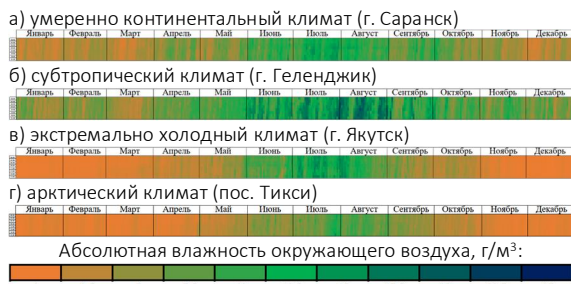 а) умеренно континентальный климат (г. Саранск)
Январь Февраль Март Апрель Май Июнь Июль Август Сентябрь Октябрь Ноябрь Декабрь
б) субтропический климат (г. Геленджик)
Январь Февраль Март Апрель Май Июнь Июль Август Сентябрь Октябрь Ноябрь Декабрь
в) экстремально холодный климат (г. Якутск)
Январь Февраль Март Апрель Май Июнь Июль Август Сентябрь Октябрь Ноябрь Декабрь
г) арктический климат (пос. Тикси)
Январь Февраль Март Апрель Май Июнь Июль Август Сентябрь Октябрь Ноябрь Декабрь
Абсолютная влажность окружающего воздуха, г/м³: